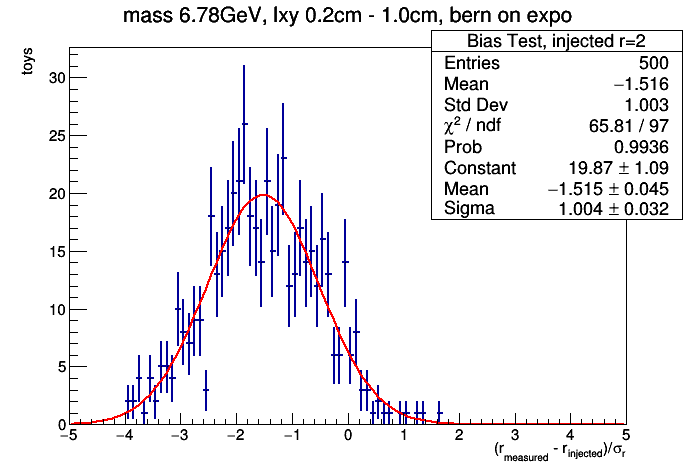 mass 6.78GeV, lxy 0.2cm - 1.0cm, bern on expo
toys
Bias Test, injected r=2
Entries 500
Mean −1.516
Std Dev 1.003
χ² / ndf 65.81 / 97
Prob 0.9936
Constant 19.87 ± 1.09
Mean −1.515 ± 0.045
Sigma 1.004 ± 0.032
30
25
20
15
10
5
0
−5 −4 −3 −2 −1 0 1 2 3 4 5
(r_measured - r_injected)/σ_r